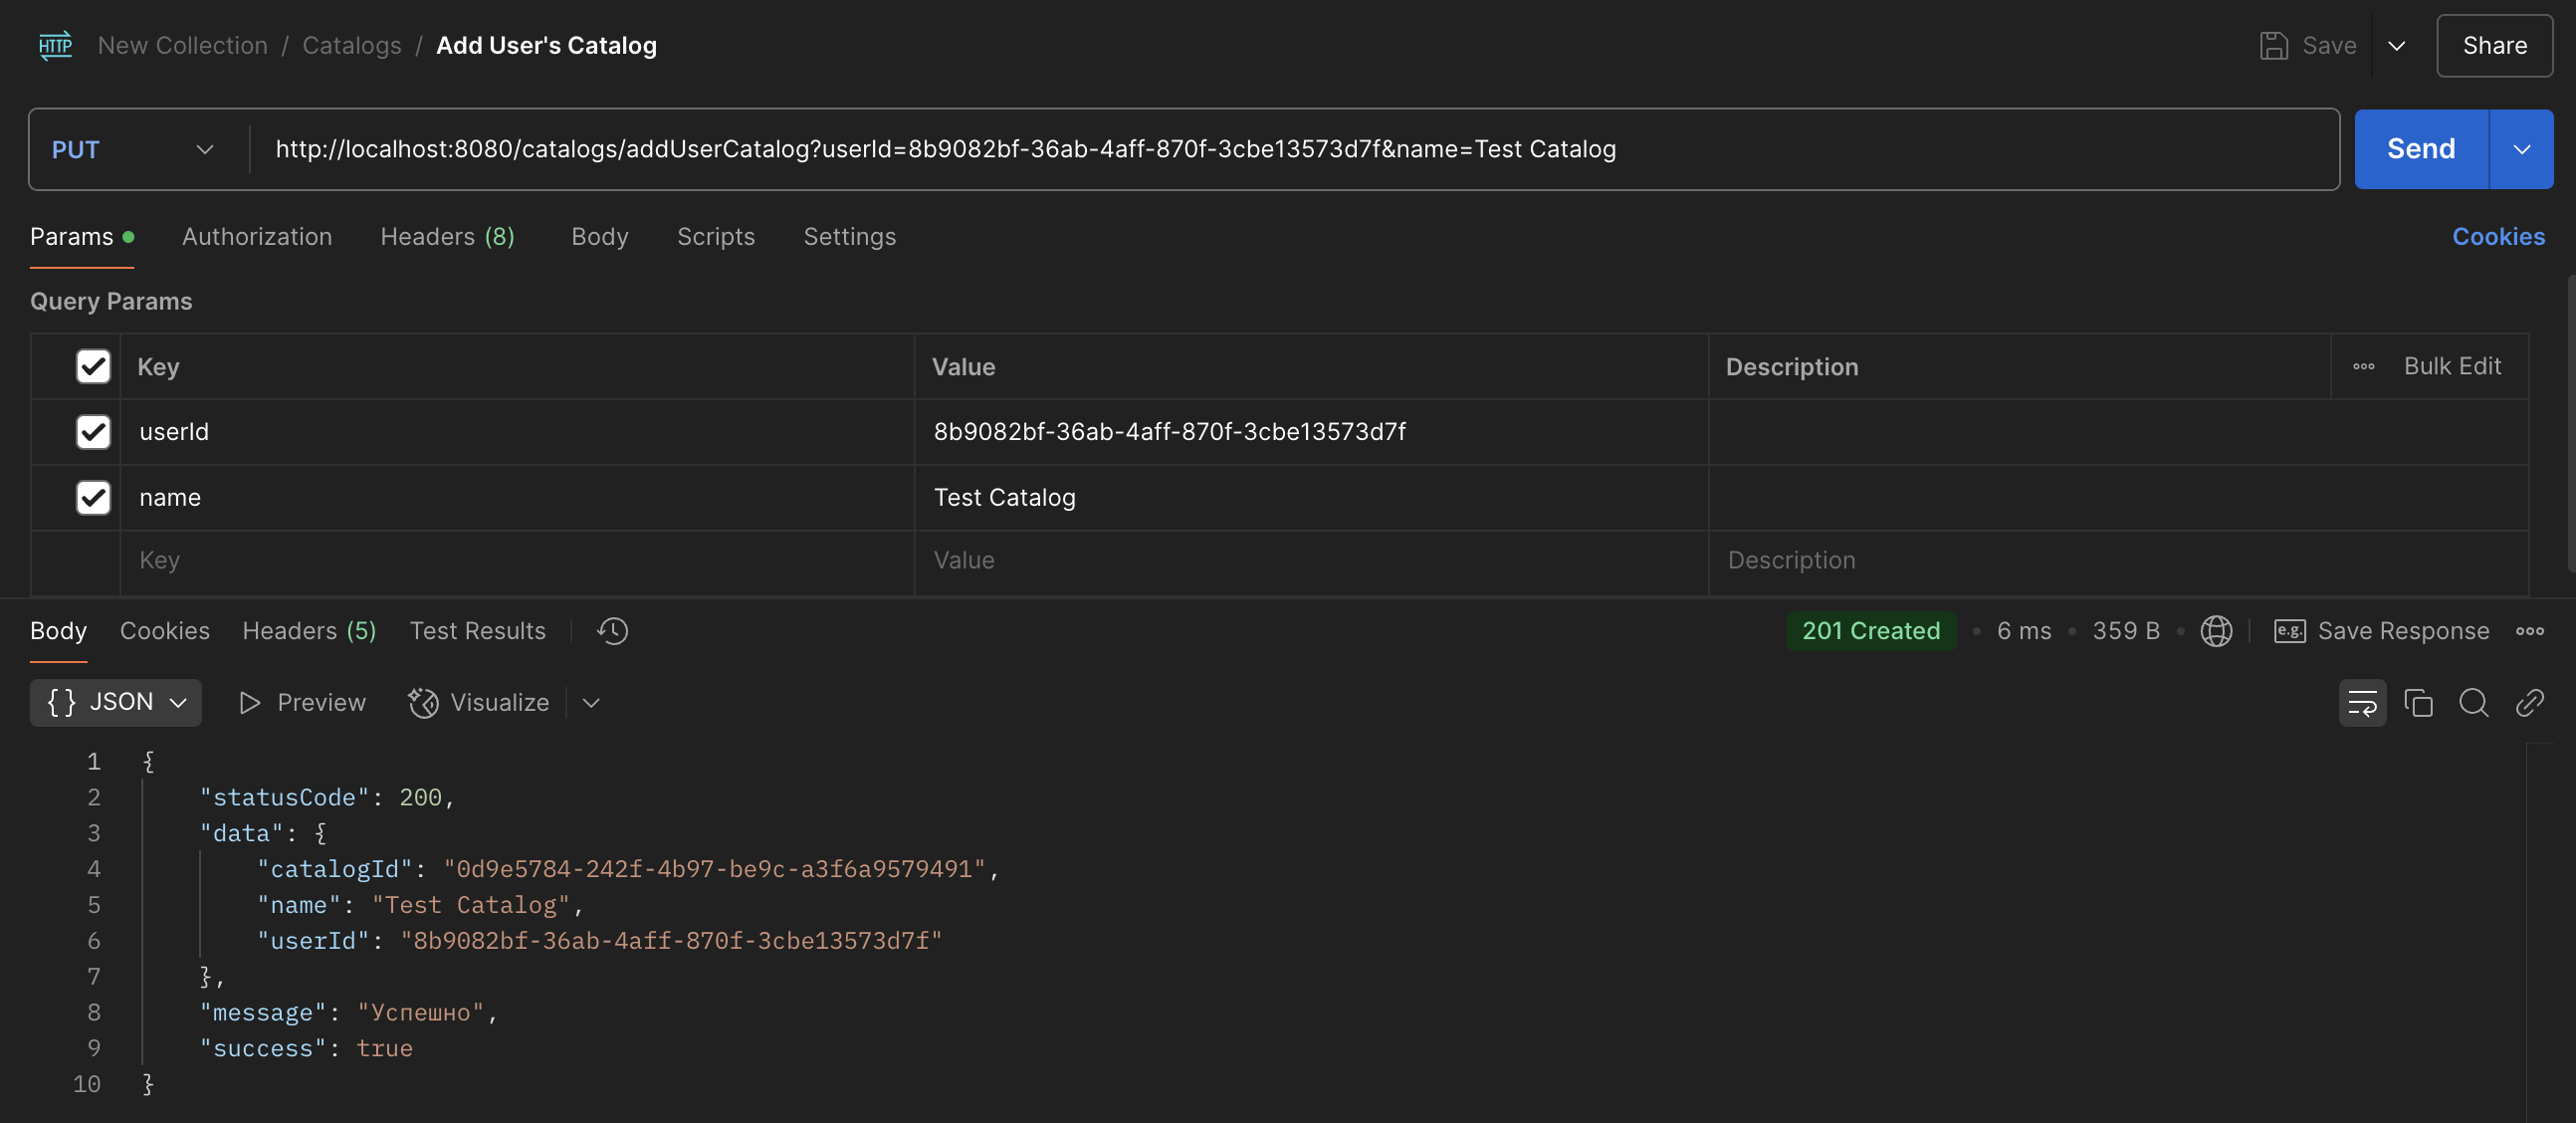 HTTP New Collection / Catalogs / Add User's Catalog Save Share
PUT http://localhost:8080/catalogs/addUserCatalog?userId=8b9082bf-36ab-4aff-870f-3cbe13573d7f&name=Test Catalog Send
Params Authorization Headers (8) Body Scripts Settings Cookies
Query Params
Key Value Description Bulk Edit
userId 8b9082bf-36ab-4aff-870f-3cbe13573d7f
name Test Catalog
Key Value Description
Body Cookies Headers (5) Test Results 201 Created • 6 ms • 359 B • e.g. Save Response
{} JSON Preview Visualize
1 {
2 "statusCode": 200,
3 "data": {
4 "catalogId": "0d9e5784-242f-4b97-be9c-a3f6a9579491",
5 "name": "Test Catalog",
6 "userId": "8b9082bf-36ab-4aff-870f-3cbe13573d7f"
7 },
8 "message": "Успешно",
9 "success": true
10 }